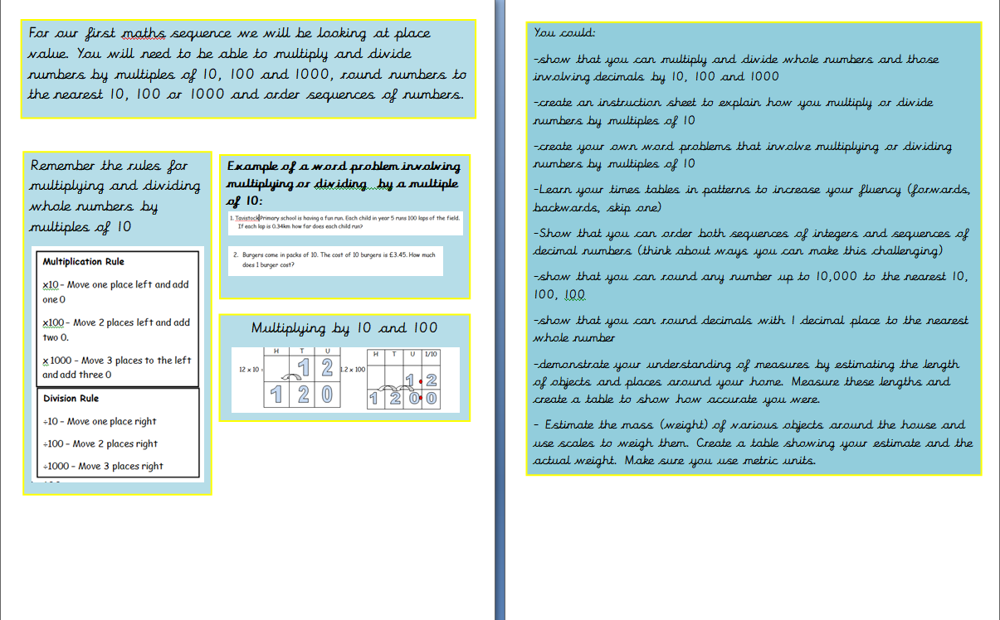 For our first maths sequence we will be looking at place
value. You will need to be able to multiply and divide
numbers by multiples of 10, 100 and 1000, round numbers to
the nearest 10, 100 or 1000 and order sequences of numbers.
Remember the rules for
multiplying and dividing
whole numbers by
multiples of 10
Multiplication Rule
x10 - Move one place left and add
one 0
x100 - Move 2 places left and add
two 0.
x 1000 - Move 3 places to the left
and add three 0
Division Rule
÷10 - Move one place right
÷100 - Move 2 places right
÷1000 - Move 3 places right
Example of a word problem involving
multiplying or dividing by a multiple
of 10:
1. Tavistock Primary school is having a fun run. Each child in year 5 runs 100 laps of the field.
If each lap is 0.34km how far does each child run?
2. Burgers come in packs of 10. The cost of 10 burgers is £3.45. How much
does 1 burger cost?
Multiplying by 10 and 100
H T U
12 x 10 = 1 2
1 2 0
H T U 1/10
1.2 x 100
1 . 2
1 2 0 . 0
You could:
-show that you can multiply and divide whole numbers and those
involving decimals by 10, 100 and 1000
-create an instruction sheet to explain how you multiply or divide
numbers by multiples of 10
-create your own word problems that involve multiplying or dividing
numbers by multiples of 10
-Learn your times tables in patterns to increase your fluency (forwards,
backwards, skip one)
-Show that you can order both sequences of integers and sequences of
decimal numbers (think about ways you can make this challenging)
-show that you can round any number up to 10,000 to the nearest 10,
100, 100
-show that you can round decimals with 1 decimal place to the nearest
whole number
-demonstrate your understanding of measures by estimating the length
of objects and places around your home. Measure these lengths and
create a table to show how accurate you were.
- Estimate the mass (weight) of various objects around the house and
use scales to weigh them. Create a table showing your estimate and the
actual weight. Make sure you use metric units.